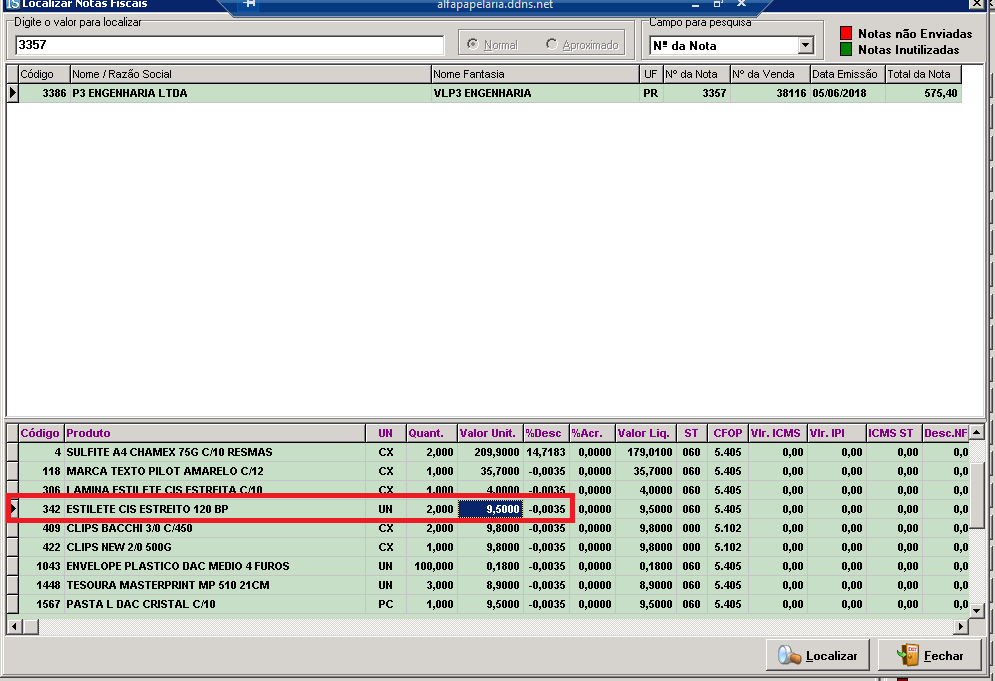 Localizar Notas Fiscais
alfapapelaria.ddns.net
Digite o valor para localizar
3357
Normal Aproximado
Campo para pesquisa
Nº da Nota
Notas não Enviadas
Notas Inutilizadas
Código Nome / Razão Social Nome Fantasia UF Nº da Nota Nº da Venda Data Emissão Total da Nota
3386 P3 ENGENHARIA LTDA VLP3 ENGENHARIA PR 3357 38116 05/06/2018 575,40
Código Produto UN Quant. Valor Unit. %Desc %Acr. Valor Liq. ST CFOP Vlr. ICMS Vlr. IPI ICMS ST Desc.NF
4 SULFITE A4 CHAMEX 75G C/10 RESMAS CX 2,000 209,9000 14,7183 0,0000 179,0100 060 5.405 0,00 0,00 0,00 0,0
118 MARCA TEXTO PILOT AMARELO C/12 CX 1,000 35,7000 -0,0035 0,0000 35,7000 060 5.405 0,00 0,00 0,00 0,0
306 LAMINA ESTILETE CIS ESTREITA C/10 CX 1,000 4,0000 -0,0035 0,0000 4,0000 060 5.405 0,00 0,00 0,00 0,0
342 ESTILETE CIS ESTREITO 120 BP UN 2,000 9,5000 -0,0035 0,0000 9,5000 060 5.405 0,00 0,00 0,00 0,0
409 CLIPS BACCHI 3/0 C/450 CX 2,000 9,8000 -0,0035 0,0000 9,8000 000 5.102 0,00 0,00 0,00 0,0
422 CLIPS NEW 2/0 500G CX 1,000 9,8000 -0,0035 0,0000 9,8000 000 5.102 0,00 0,00 0,00 0,0
1043 ENVELOPE PLASTICO DAC MEDIO 4 FUROS UN 100,000 0,1800 -0,0035 0,0000 0,1800 060 5.405 0,00 0,00 0,00 0,0
1448 TESOURA MASTERPRINT MP 510 21CM UN 3,000 8,9000 -0,0035 0,0000 8,9000 060 5.405 0,00 0,00 0,00 0,0
1567 PASTA L DAC CRISTAL C/10 PC 1,000 9,5000 -0,0035 0,0000 9,5000 060 5.405 0,00 0,00 0,00 0,0
Localizar Fechar